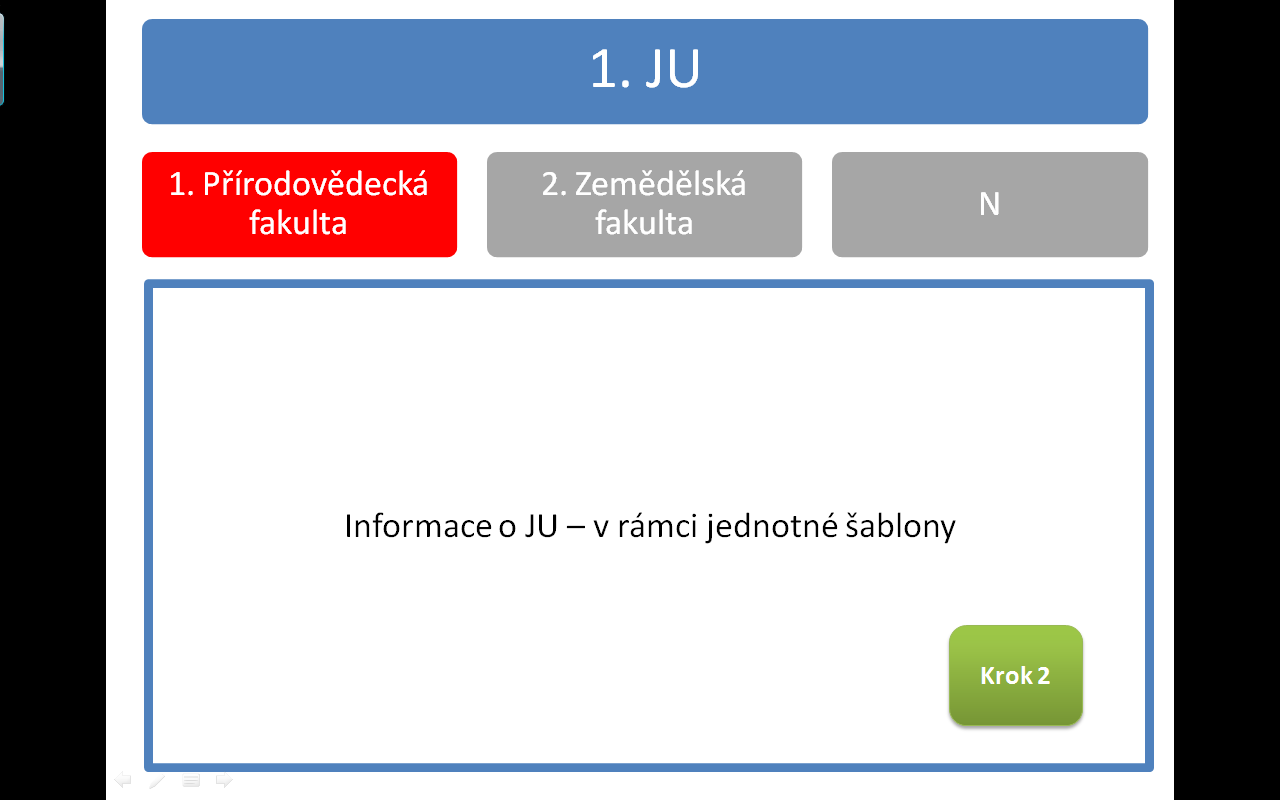 1. JU
1. Přírodovědecká
fakulta
2. Zemědělská
fakulta
N
Informace o JU – v rámci jednotné šablony
Krok 2